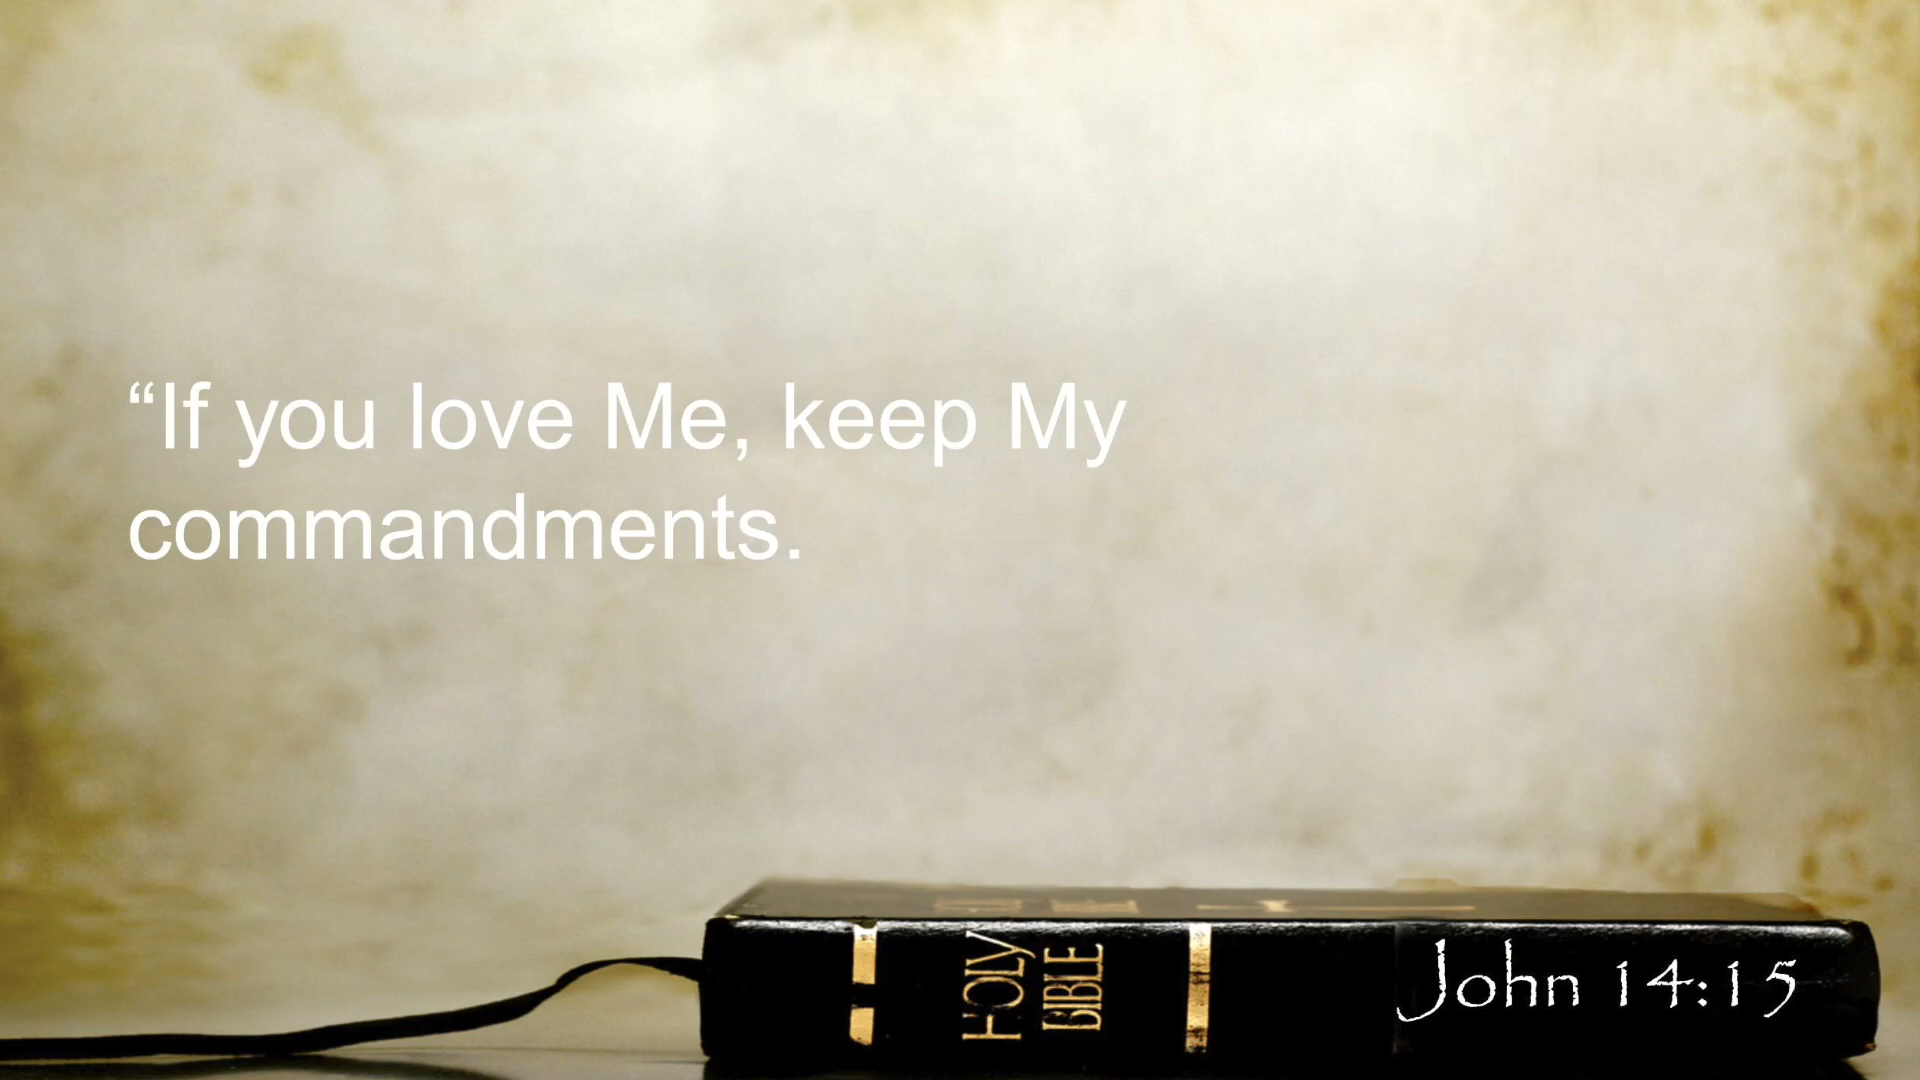 “If you love Me, keep My
commandments.
HOLY
BIBLE
John 14:15